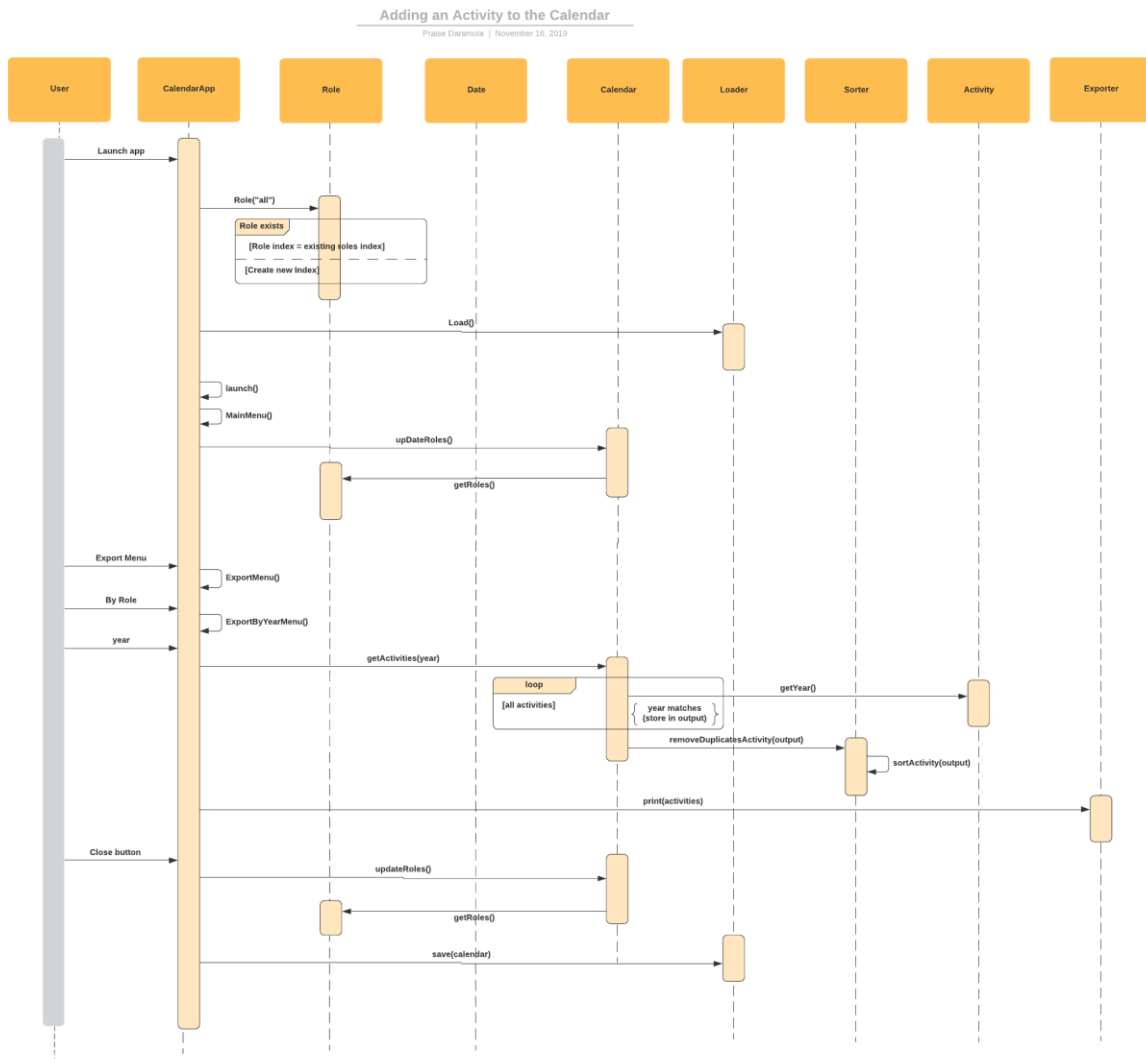 Adding an Activity to the Calendar
Praise Daramola | November 16, 2019
User
CalendarApp
Role
Date
Calendar
Loader
Sorter
Activity
Exporter
Launch app
Role("all")
Role exists
[Role index = existing roles index]
[Create new Index]
Load()
launch()
MainMenu()
upDateRoles()
getRoles()
Export Menu
ExportMenu()
By Role
ExportByYearMenu()
year
getActivities(year)
loop
getYear()
[all activities]
year matches
(store in output)
removeDuplicatesActivity(output)
sortActivity(output)
print(activities)
Close button
updateRoles()
getRoles()
save(calendar)